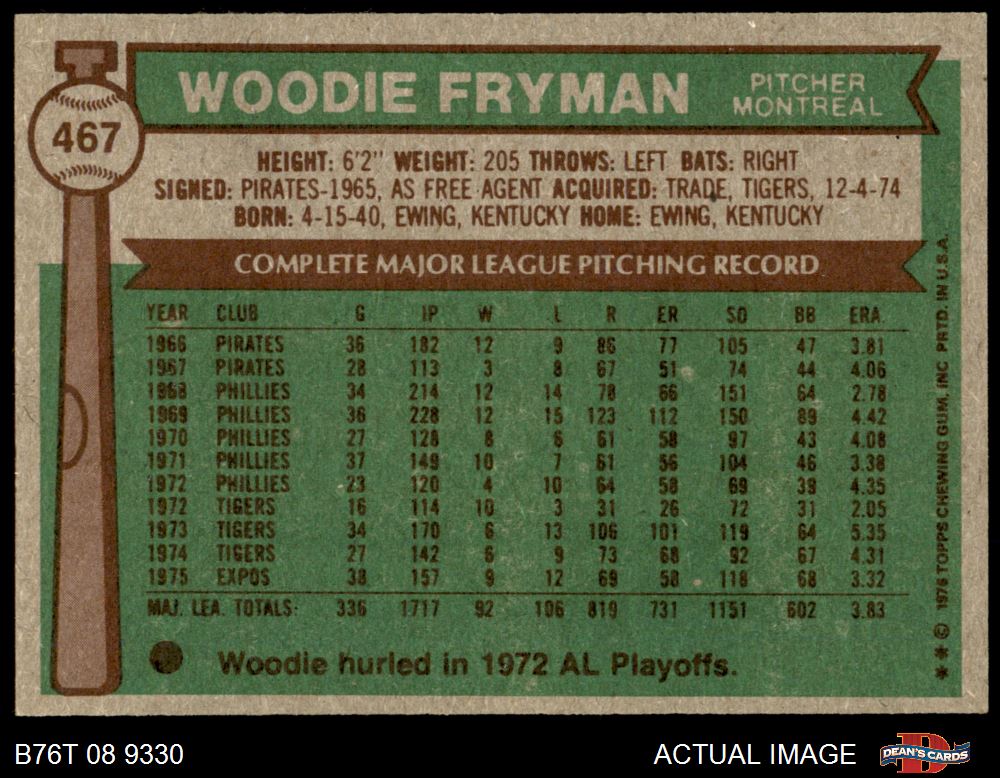 WOODIE FRYMAN
PITCHER
MONTREAL
467
HEIGHT: 6'2" WEIGHT: 205 THROWS: LEFT BATS: RIGHT
SIGNED: PIRATES-1965, AS FREE AGENT ACQUIRED: TRADE, TIGERS, 12-4-74
BORN: 4-15-40, EWING, KENTUCKY HOME: EWING, KENTUCKY
COMPLETE MAJOR LEAGUE PITCHING RECORD
YEAR CLUB G IP W L R ER SO BB ERA
1966 PIRATES 36 182 12 9 86 77 105 47 3.81
1967 PIRATES 28 113 3 8 67 51 74 44 4.06
1968 PHILLIES 34 214 12 14 78 66 151 64 2.78
1969 PHILLIES 36 228 12 15 123 112 150 89 4.42
1970 PHILLIES 27 128 8 6 61 58 97 43 4.08
1971 PHILLIES 37 149 10 7 61 56 104 46 3.38
1972 PHILLIES 23 120 4 10 64 58 69 39 4.35
1972 TIGERS 16 114 10 3 31 26 72 31 2.05
1973 TIGERS 34 170 6 13 106 101 119 64 5.35
1974 TIGERS 27 142 6 9 73 68 92 67 4.31
1975 EXPOS 38 157 9 12 69 58 118 68 3.32
MAJ. LEA. TOTALS 336 1717 92 106 819 731 1151 602 3.83
Woodie hurled in 1972 AL Playoffs.
** © 1976 TOPPS CHEWING GUM, INC. PRTD. IN U.S.A.
B76T 08 9330
ACTUAL IMAGE
DEAN'S CARDS